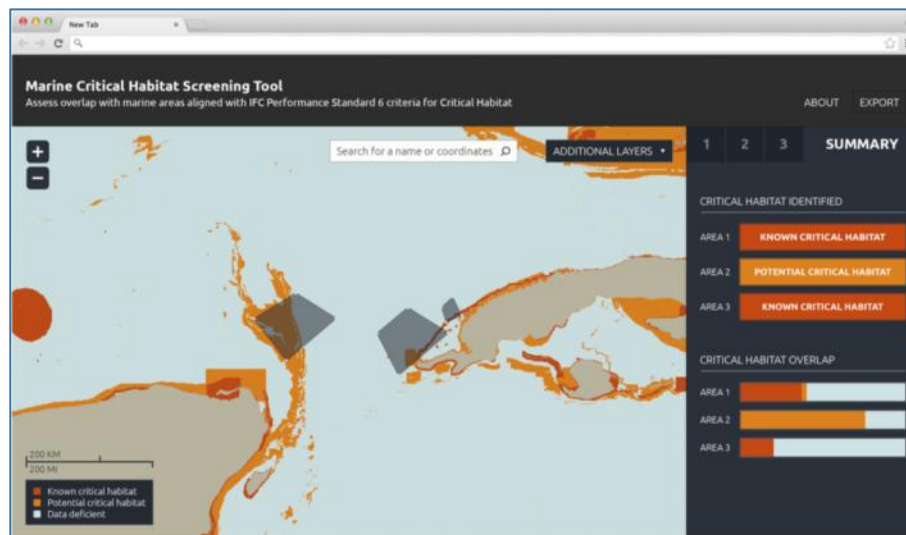 New Tab
Marine Critical Habitat Screening Tool
Assess overlap with marine areas aligned with IFC Performance Standard 6 criteria for Critical Habitat
ABOUT EXPORT
Search for a name or coordinates
ADDITIONAL LAYERS
1 2 3 SUMMARY
CRITICAL HABITAT IDENTIFIED
AREA 1 KNOWN CRITICAL HABITAT
AREA 2 POTENTIAL CRITICAL HABITAT
AREA 3 KNOWN CRITICAL HABITAT
CRITICAL HABITAT OVERLAP
AREA 1
AREA 2
AREA 3
200 KM
200 MI
Known critical habitat
Potential critical habitat
Data deficient